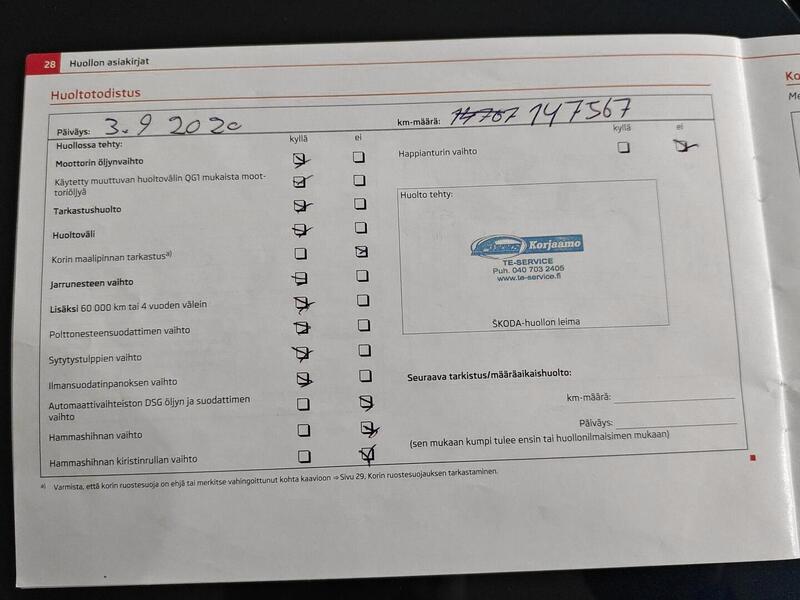 28 Huollon asiakirjat
Huoltotodistus
Päiväys: 3.9 2020
km-määrä: 147567
Huollossa tehty: kyllä ei
Moottorin öljynvaihto
Käytetty muuttuvan huoltovälin QG1 mukaista moot-
toriöljyä
Tarkastushuolto
Huoltoväli
Korin maalipinnan tarkastus a)
Jarrunesteen vaihto
Lisäksi 60 000 km tai 4 vuoden välein
Polttonesteensuodattimen vaihto
Sytytystulppien vaihto
Ilmansuodatinpanoksen vaihto
Automaattivaihteiston DSG öljyn ja suodattimen
vaihto
Hammashihnan vaihto
Hammashihnan kiristinrullan vaihto
kyllä ei
Happianturin vaihto
Huolto tehty:
Korjaamo
TE-SERVICE
Puh. 040 703 2405
www.te-service.fi
ŠKODA-huollon leima
Seuraava tarkistus/määräaikaishuolto:
km-määrä:
Päiväys:
(sen mukaan kumpi tulee ensin tai huollonilmaisimen mukaan)
a) Varmista, että korin ruostesuoja on ehjä tai merkitse vahingoittunut kohta kaavioon ⇒ Sivu 29, Korin ruostesuojauksen tarkastaminen.
Ko
Me